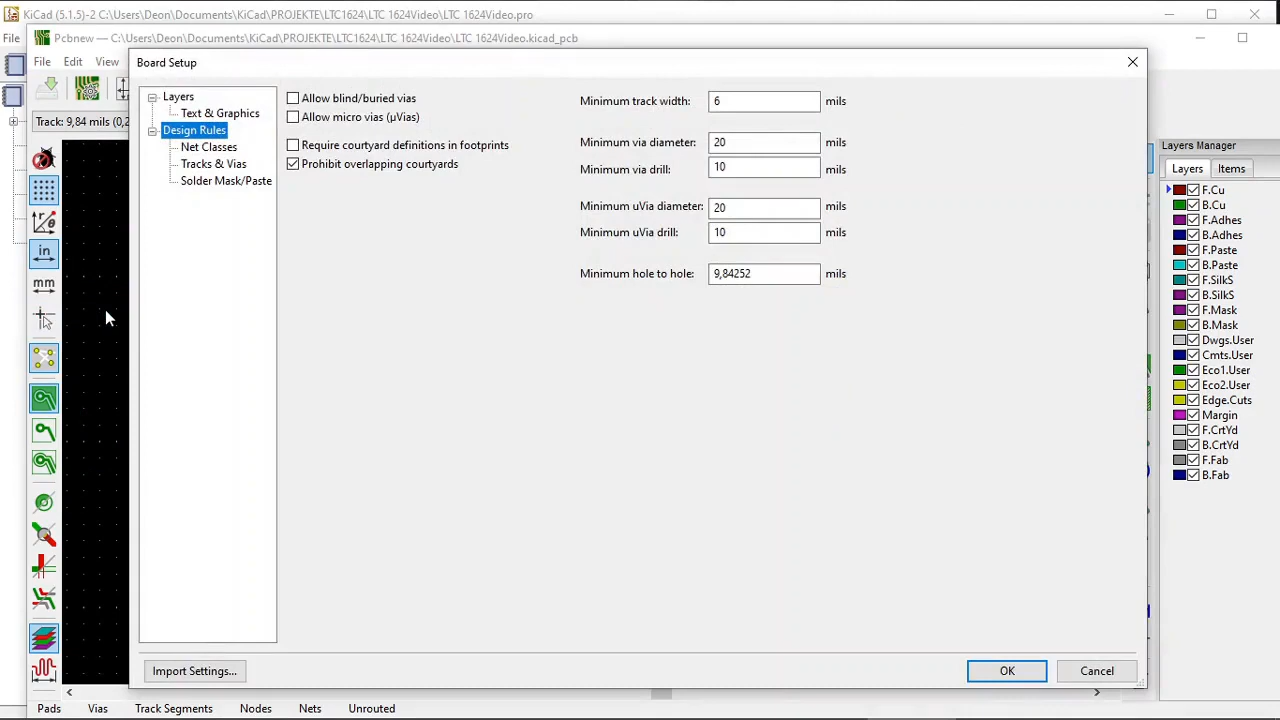 KiCad (5.1.5)-2 C:\Users\Deon\Documents\KiCad\PROJEKTE\LTC1624\LTC 1624Video\LTC 1624Video.pro
File
Pcbnew — C:\Users\Deon\Documents\KiCad\PROJEKTE\LTC1624\LTC 1624Video\LTC 1624Video.kicad_pcb
File Edit View
Board Setup
Track: 9,84 mils (0,2
Layers
Text & Graphics
Design Rules
Net Classes
Tracks & Vias
Solder Mask/Paste
Allow blind/buried vias
Allow micro vias (µVias)
Require courtyard definitions in footprints
Prohibit overlapping courtyards
Minimum track width: 6 mils
Minimum via diameter: 20 mils
Minimum via drill: 10 mils
Minimum uVia diameter: 20 mils
Minimum uVia drill: 10 mils
Minimum hole to hole: 9,84252 mils
in
mm
Layers Manager
Layers Items
F.Cu
B.Cu
F.Adhes
B.Adhes
F.Paste
B.Paste
F.SilkS
B.SilkS
F.Mask
B.Mask
Dwgs.User
Cmts.User
Eco1.User
Eco2.User
Edge.Cuts
Margin
F.CrtYd
B.CrtYd
F.Fab
B.Fab
Import Settings...
OK
Cancel
Pads Vias Track Segments Nodes Nets Unrouted